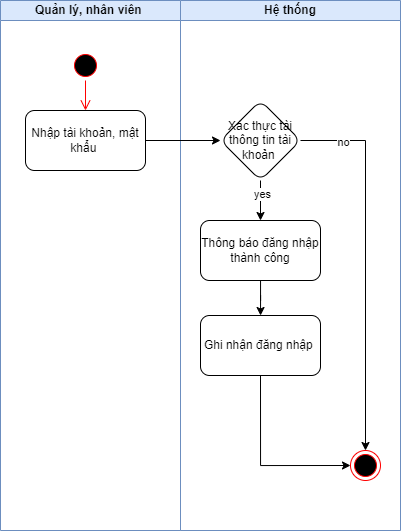 Quản lý, nhân viên
Hệ thống
Nhập tài khoản, mật
khẩu
Xác thực tài
thông tin tài
khoản
no
yes
Thông báo đăng nhập
thành công
Ghi nhận đăng nhập